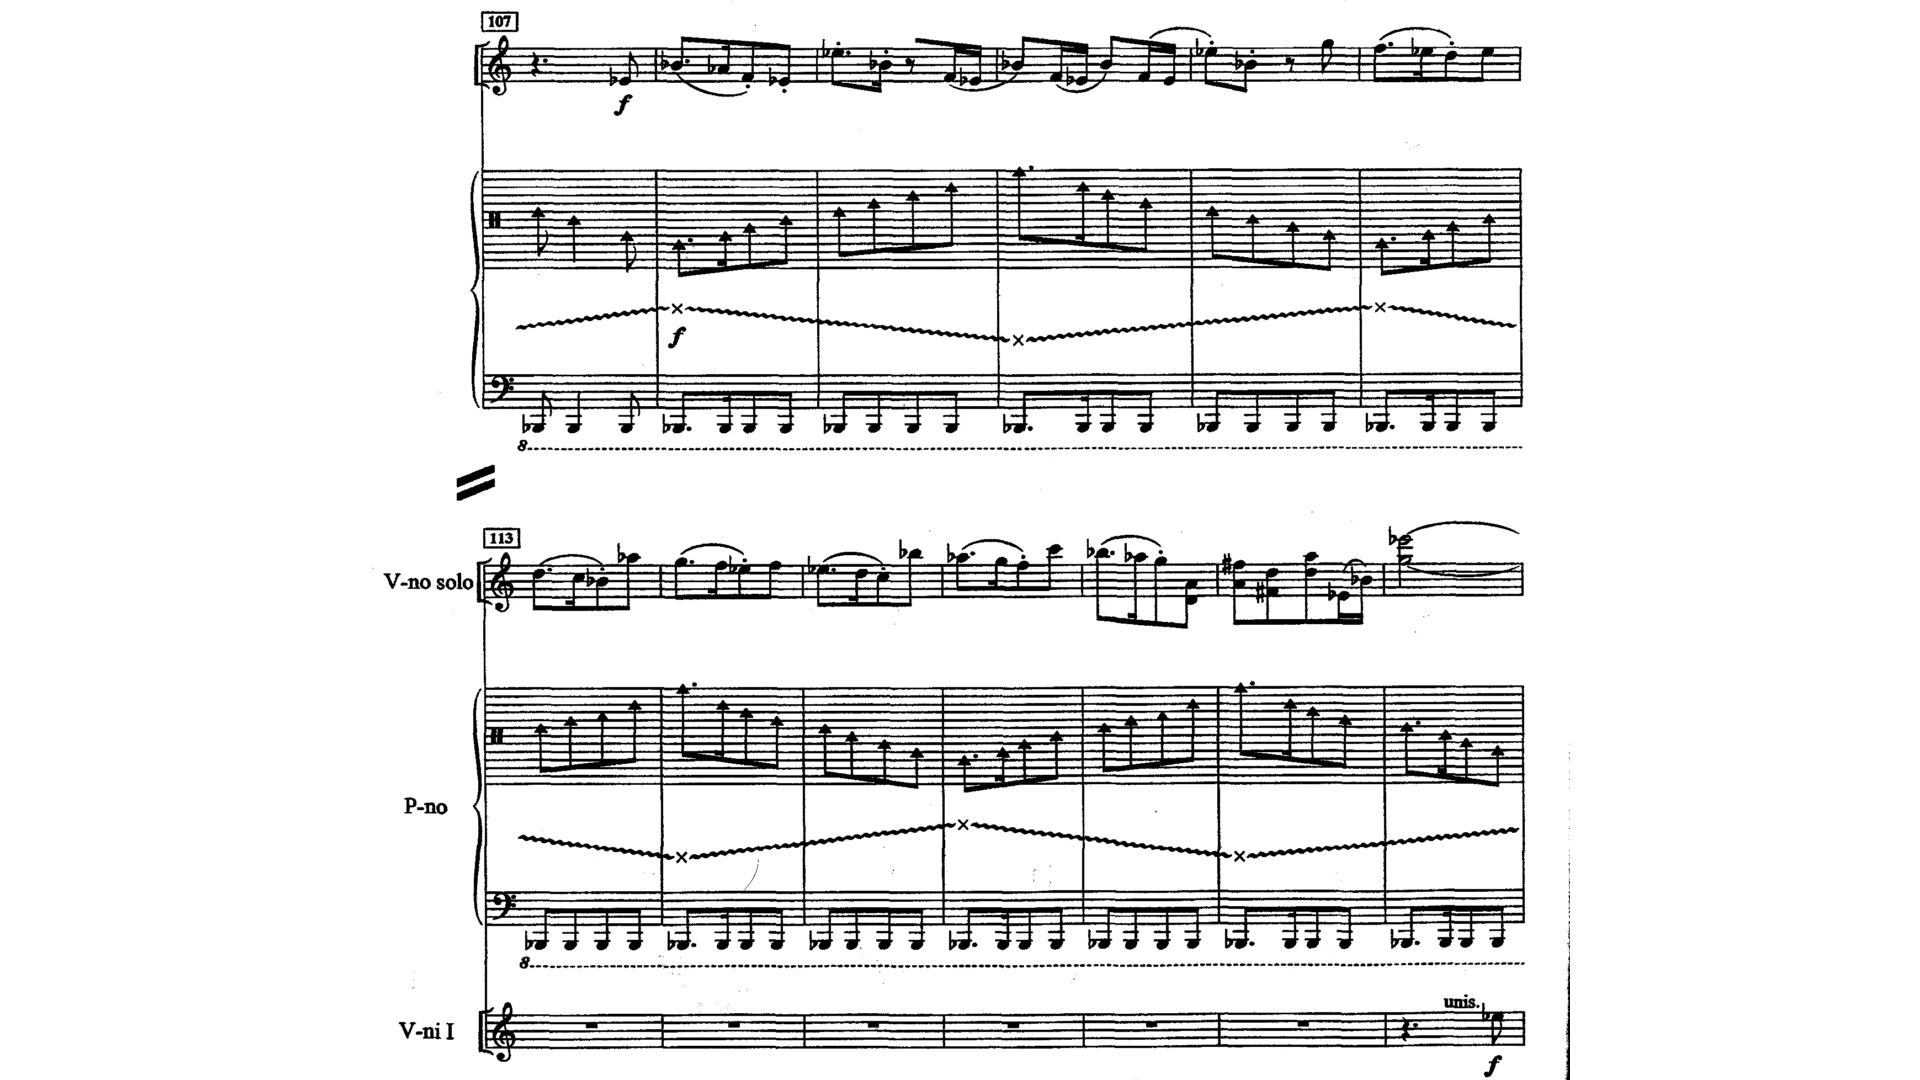 107
f
f
8
113
V-no solo
P-no
8
V-ni I
unis.
f